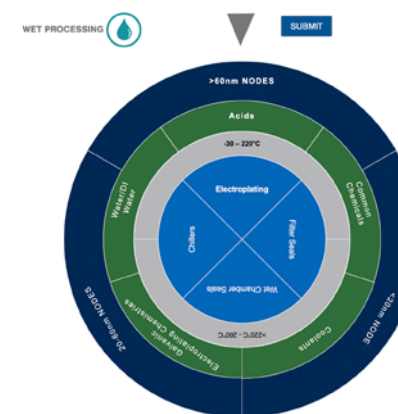 WET PROCESSING
SUBMIT
>60nm NODES
Acids
-30 - 220°C
Common
Chemicals
Water/DI
Water
Electroplating
Filter Seals
Chillers
Wet Chamber Seals
>220°C - 260°C
Coolants
Galvanic
Electroplating Chemistries
20-60nm NODES
<20nm NODE